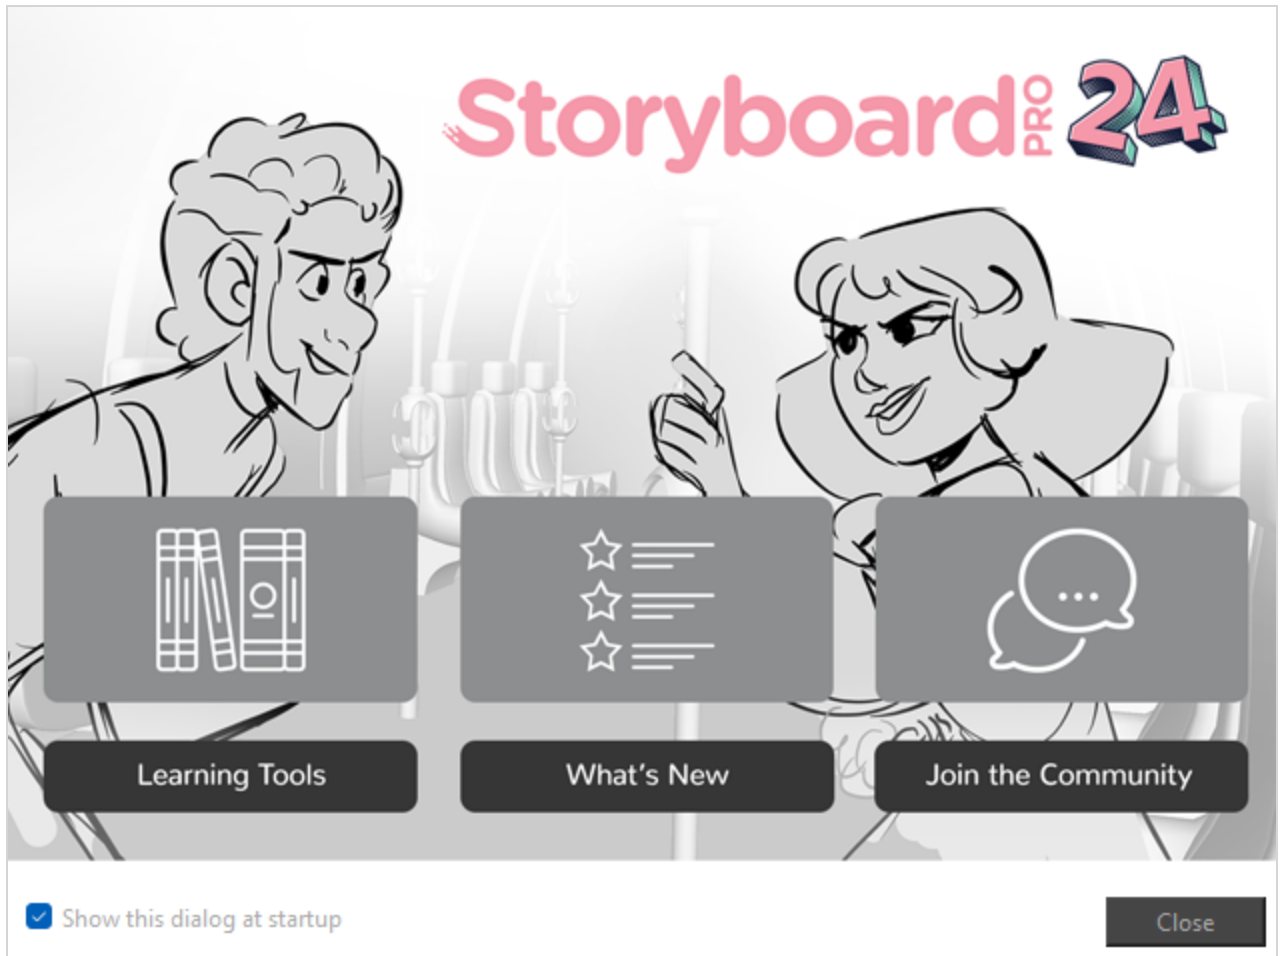 Storyboard PRO 24
Learning Tools
What's New
Join the Community
Show this dialog at startup
Close